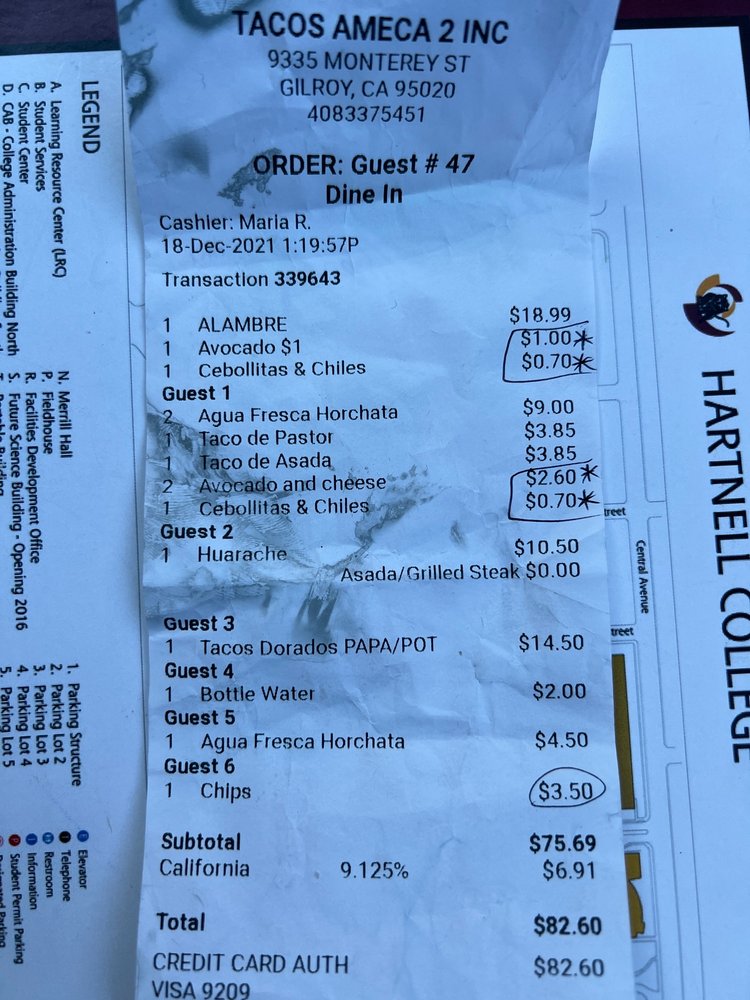 TACOS AMECA 2 INC
9335 MONTEREY ST
GILROY, CA 95020
4083375451
ORDER: Guest # 47
Dine In
Cashier: Maria R.
18-Dec-2021 1:19:57P
Transaction 339643
1 ALAMBRE $18.99
1 Avocado $1 $1.00*
1 Cebollitas & Chiles $0.70*
Guest 1
2 Agua Fresca Horchata $9.00
1 Taco de Pastor $3.85
1 Taco de Asada $3.85
2 Avocado and cheese $2.60*
1 Cebollitas & Chiles $0.70*
Guest 2
1 Huarache $10.50
Asada/Grilled Steak $0.00
Guest 3
1 Tacos Dorados PAPA/POT $14.50
Guest 4
1 Bottle Water $2.00
Guest 5
1 Agua Fresca Horchata $4.50
Guest 6
1 Chips $3.50
Subtotal $75.69
California 9.125% $6.91
Total $82.60
CREDIT CARD AUTH $82.60
VISA 9209
LEGEND
A. Learning Resource Center (LRC)
B. Student Services
C. Student Center
D. CAB - College Administration Building North
N. Merrill Hall
P. Fieldhouse
R. Facilities Development Office
S. Future Science Building - Opening 2016
1. Parking Structure
2. Parking Lot 2
3. Parking Lot 3
4. Parking Lot 4
5. Parking Lot 5
Elevator
Telephone
Restroom
Information
Student Permit Parking
HARTNELL COLLEGE
Central Avenue
treet
treet